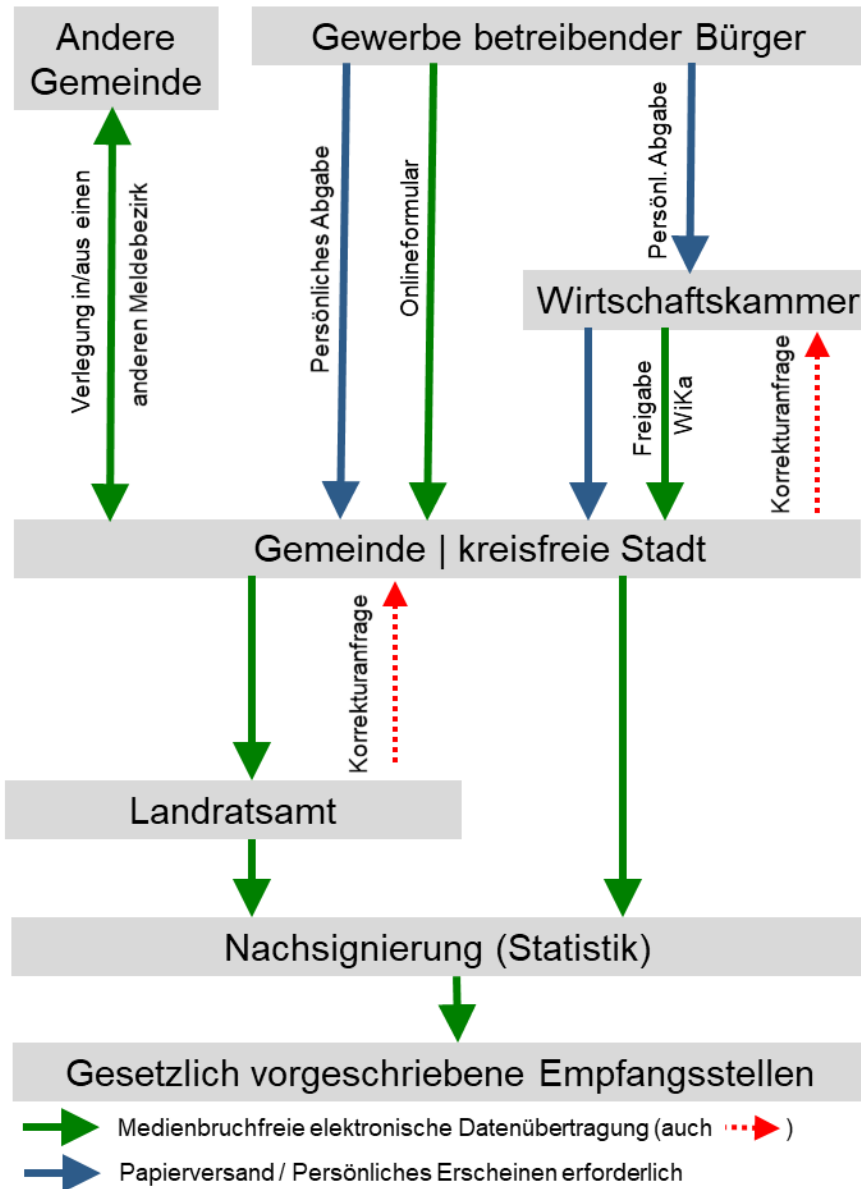 Andere
Gemeinde
Gewerbe betreibender Bürger
Verlegung in/aus einen
anderen Meldebezirk
Persönliches Abgabe
Onlineformular
Persönl. Abgabe
Wirtschaftskammer
Freigabe
WiKa
Korrekturanfrage
Gemeinde | kreisfreie Stadt
Korrekturanfrage
Landratsamt
Nachsignierung (Statistik)
Gesetzlich vorgeschriebene Empfangsstellen
Medienbruchfreie elektronische Datenübertragung (auch )
Papierversand / Persönliches Erscheinen erforderlich